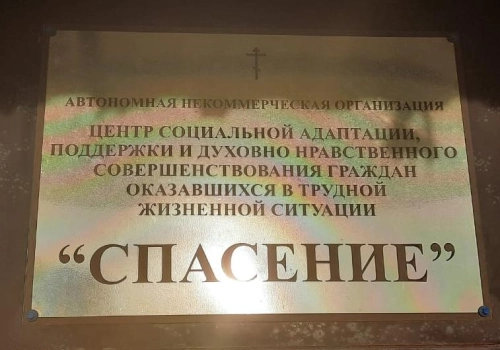 АВТОНОМНАЯ НЕКОММЕРЧЕСКАЯ ОРГАНИЗАЦИЯ
ЦЕНТР СОЦИАЛЬНОЙ АДАПТАЦИИ,
ПОДДЕРЖКИ И ДУХОВНО НРАВСТВЕННОГО
СОВЕРШЕНСТВОВАНИЯ ГРАЖДАН
ОКАЗАВШИХСЯ В ТРУДНОЙ
ЖИЗНЕННОЙ СИТУАЦИИ
“СПАСЕНИЕ”